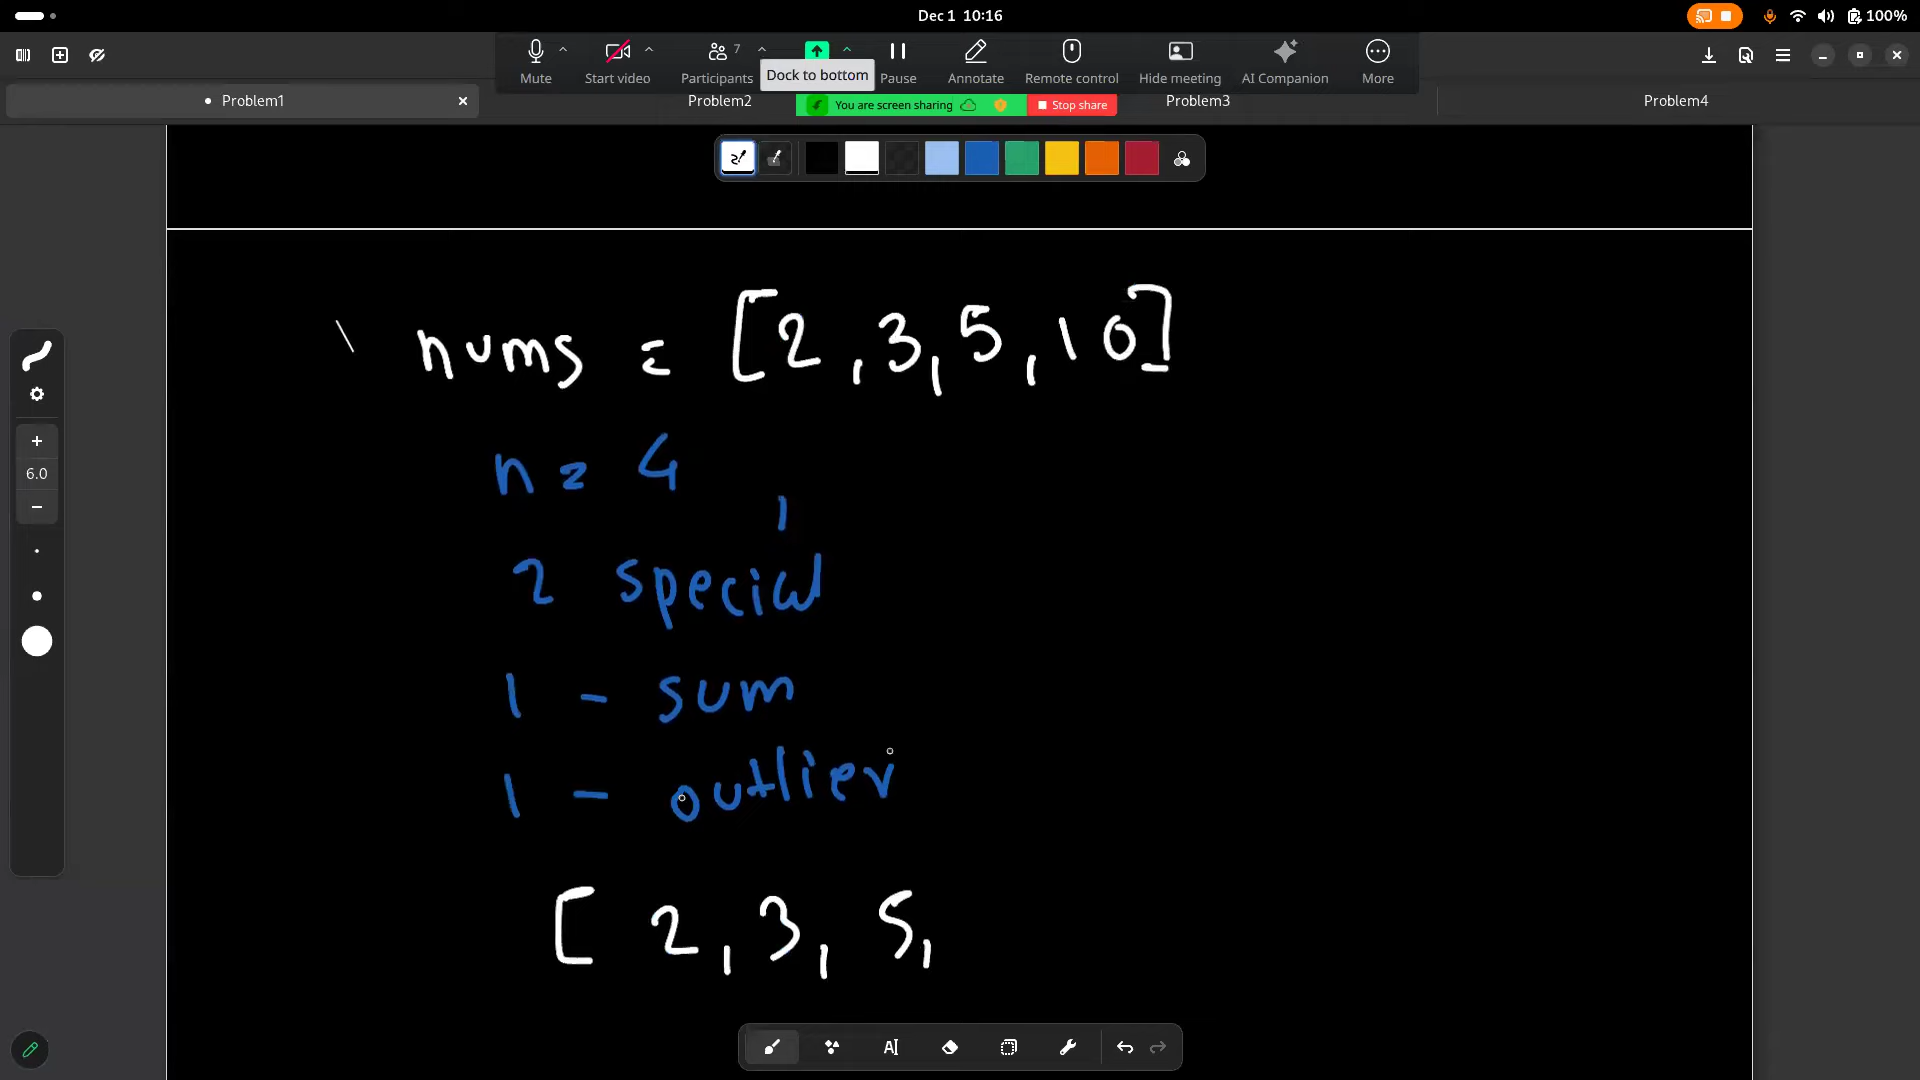 Dec 1 10:16
100%
Mute
Start video
Participants
7
Dock to bottom
Pause
Annotate
Remote control
Hide meeting
AI Companion
More
Problem1
Problem2
You are screen sharing
Stop share
Problem3
Problem4
nums = [2, 3, 5, 10]
n = 4
2 special
1 - sum
1 - outlier
[ 2, 3, 5,
6.0